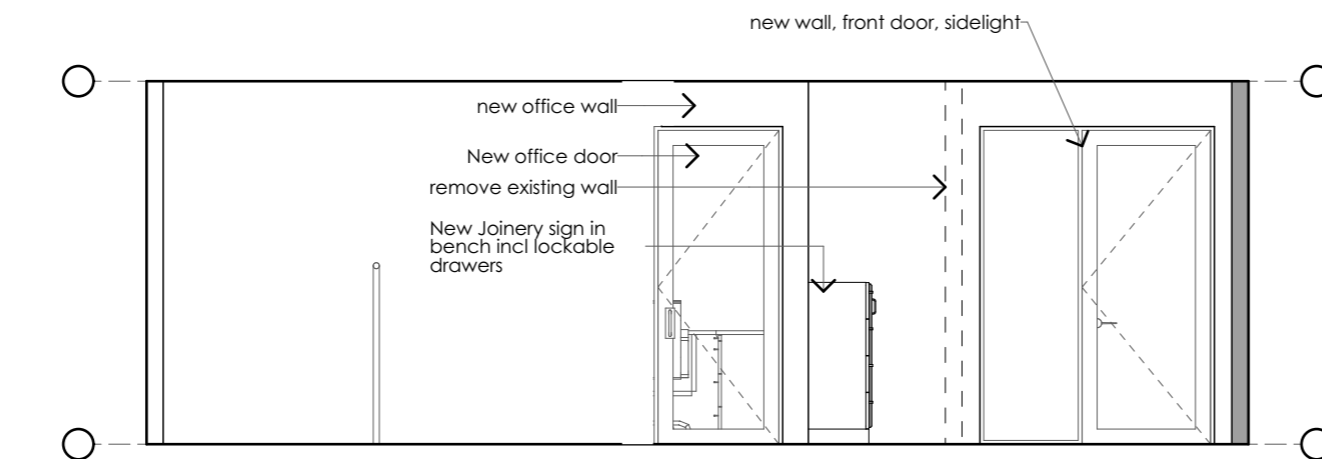 new wall, front door, sidelight
new office wall
New office door
remove existing wall
New Joinery sign in
bench incl lockable
drawers